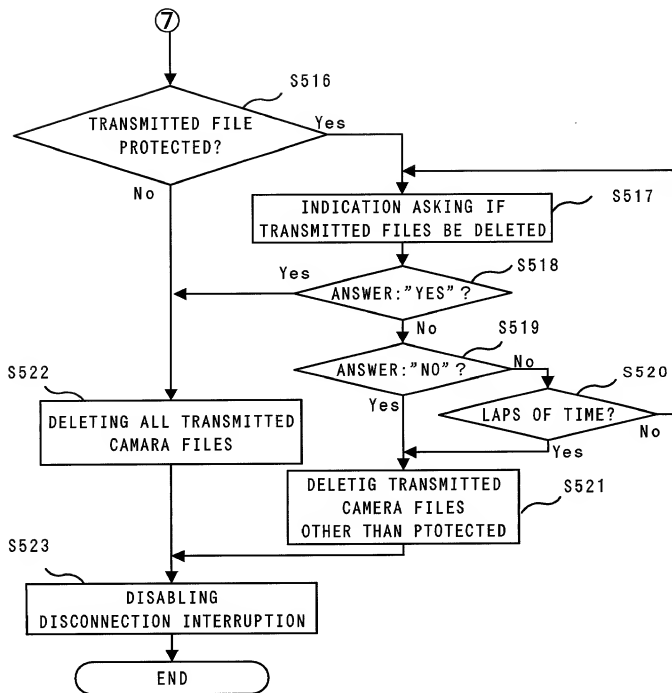 ⑦
S516
TRANSMITTED FILE
PROTECTED?
Yes
No
S517
INDICATION ASKING IF
TRANSMITTED FILES BE DELETED
S518
Yes
ANSWER:"YES"?
No
S519
ANSWER:"NO"?
No
S520
Yes
LAPS OF TIME?
No
Yes
S522
DELETING ALL TRANSMITTED
CAMARA FILES
S521
DELETIG TRANSMITTED
CAMERA FILES
OTHER THAN PTOTECTED
S523
DISABLING
DISCONNECTION INTERRUPTION
END